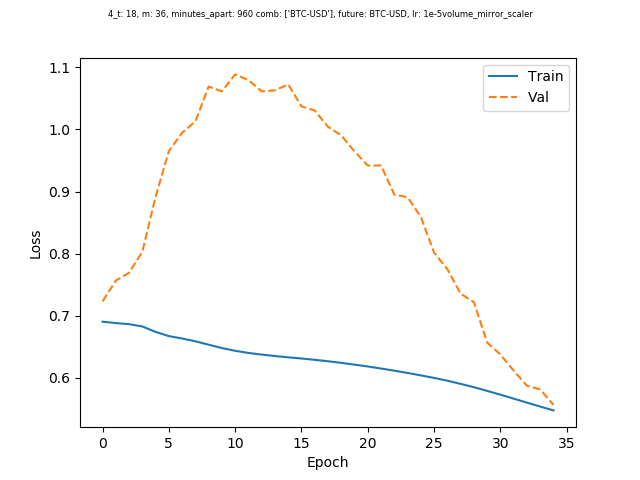 4_t: 18, m: 36, minutes_apart: 960 comb: ['BTC-USD'], future: BTC-USD, lr: 1e-5volume_mirror_scaler
1.1
1.0
0.9
0.8
0.7
0.6
Loss
Train
Val
0 5 10 15 20 25 30 35
Epoch